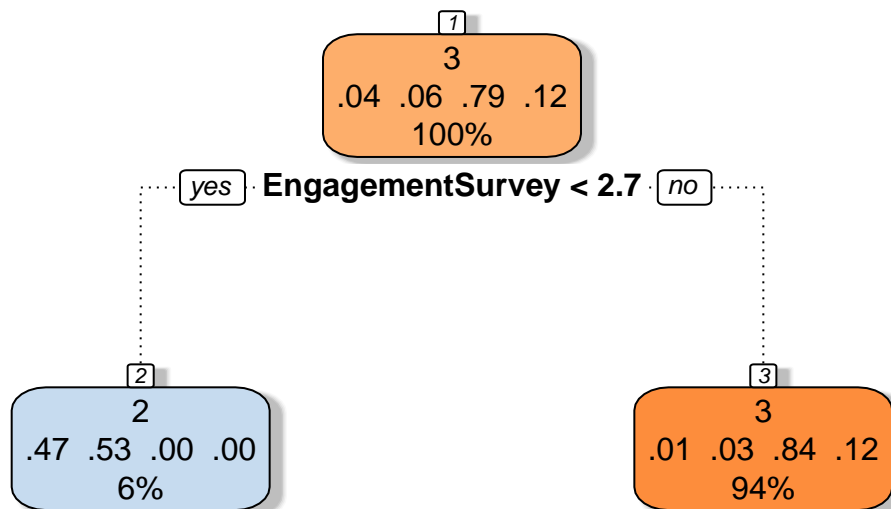 1
3
.04 .06 .79 .12
100%
yes EngagementSurvey < 2.7 no
2
2
.47 .53 .00 .00
6%
3
3
.01 .03 .84 .12
94%